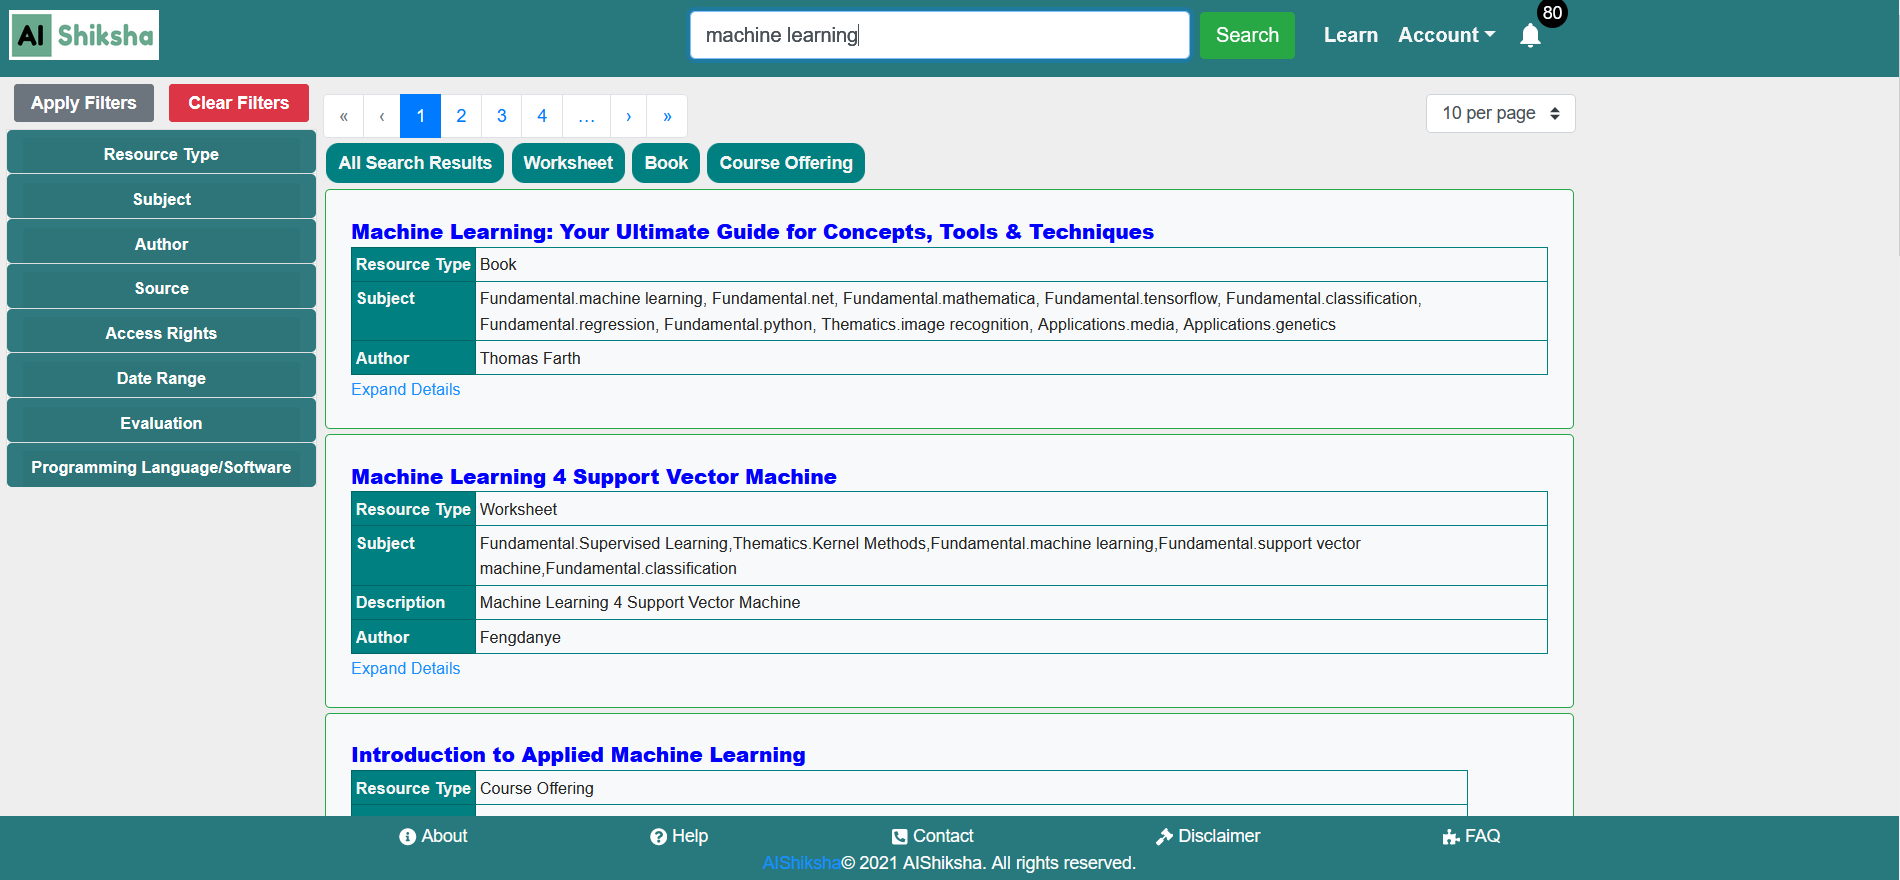 AI Shiksha
machine learning
Search
Learn
Account
80
Apply Filters
Clear Filters
« ‹ 1 2 3 4 … › »
10 per page
Resource Type
Subject
Author
Source
Access Rights
Date Range
Evaluation
Programming Language/Software
All Search Results
Worksheet
Book
Course Offering
Machine Learning: Your Ultimate Guide for Concepts, Tools & Techniques
Resource Type Book
Subject Fundamental.machine learning, Fundamental.net, Fundamental.mathematica, Fundamental.tensorflow, Fundamental.classification,
Fundamental.regression, Fundamental.python, Thematics.image recognition, Applications.media, Applications.genetics
Author Thomas Farth
Expand Details
Machine Learning 4 Support Vector Machine
Resource Type Worksheet
Subject Fundamental.Supervised Learning,Thematics.Kernel Methods,Fundamental.machine learning,Fundamental.support vector
machine,Fundamental.classification
Description Machine Learning 4 Support Vector Machine
Author Fengdanye
Expand Details
Introduction to Applied Machine Learning
Resource Type Course Offering
About
Help
Contact
Disclaimer
FAQ
AIShiksha© 2021 AIShiksha. All rights reserved.